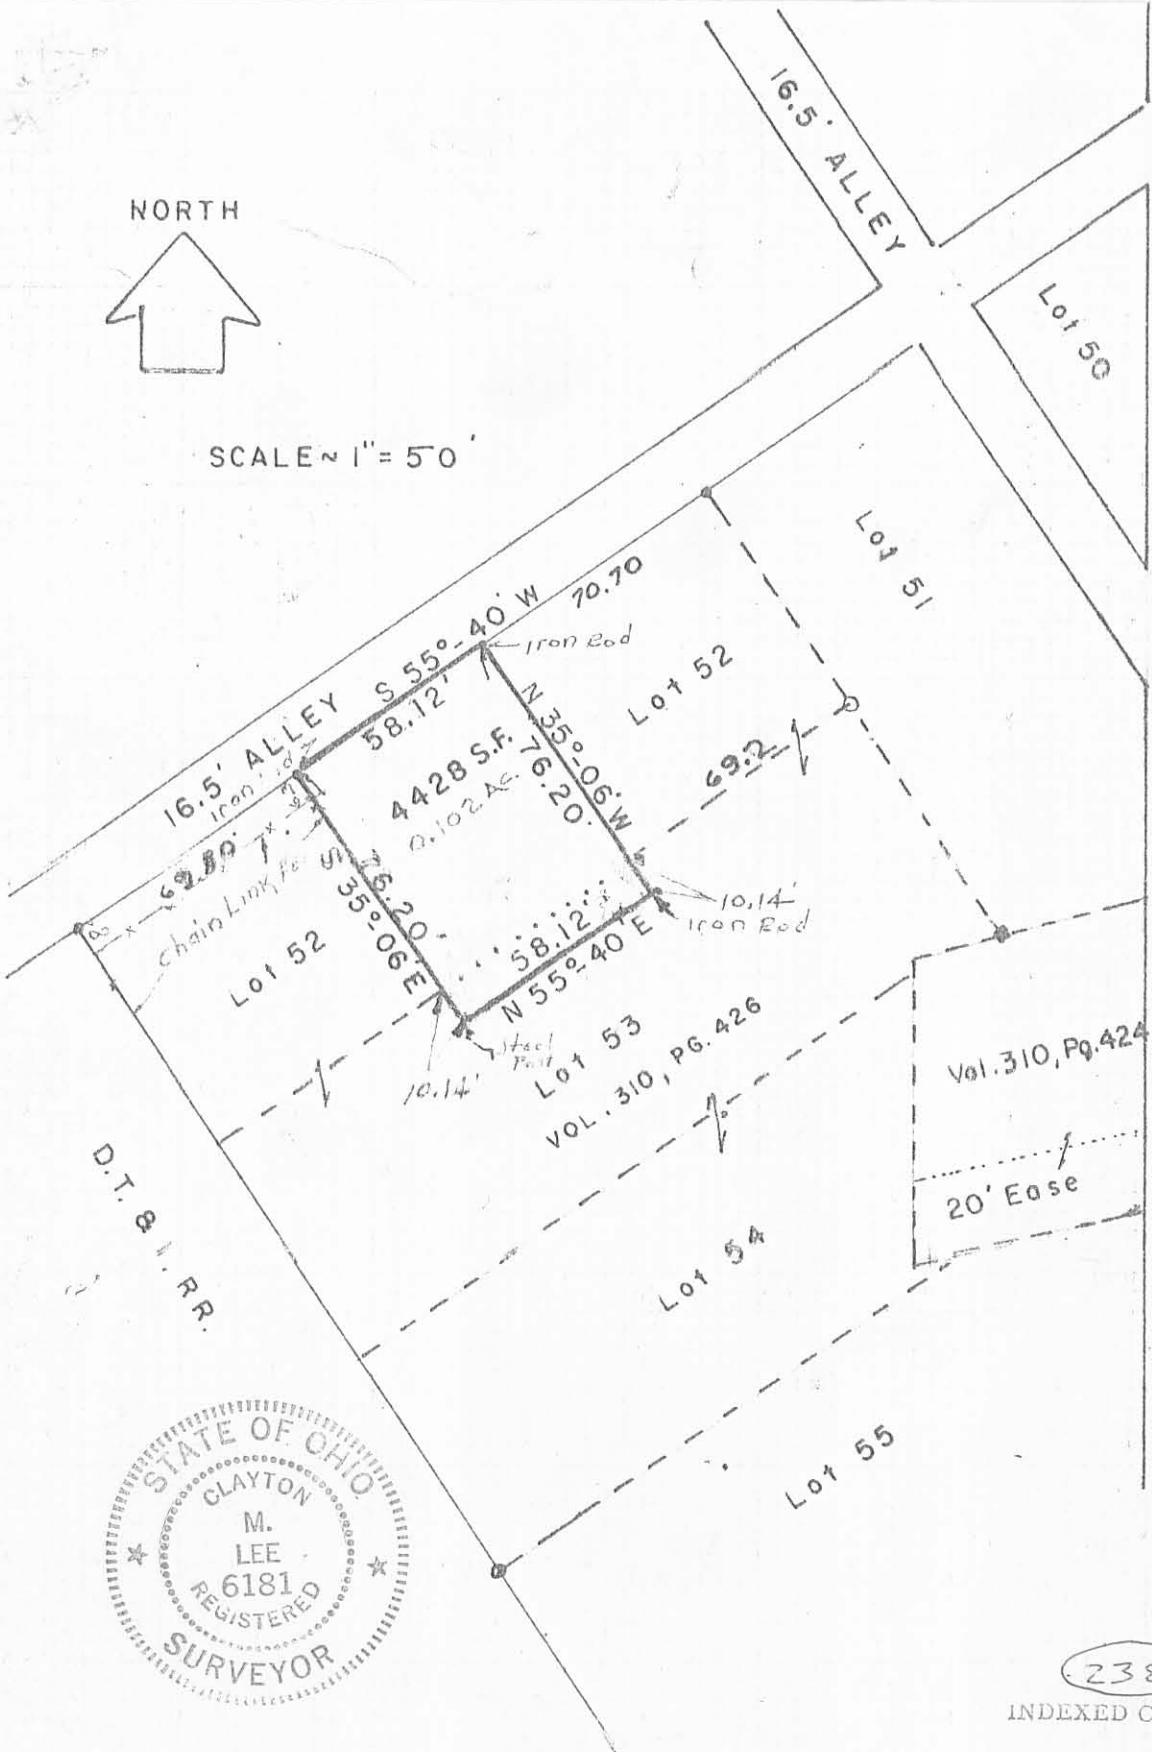 16.5' ALLEY
NORTH
Lot 50
SCALE ~ 1" = 50'
Lot 51
70.70
S 55°-40' W
Iron Rod
58.12'
16.5' ALLEY
Iron
Lot 52
N 35°-06' W
76.20'
4428 S.F.
0.102 Ac.
69.2
Chain Link
S 35°-06' E
76.20
10.14'
Iron Rod
58.12'
N 55°-40' E
Lot 52
Steel
Post
10.14'
Lot 53
VOL. 310, PG. 426
Vol. 310, Pg. 424
20' Ease
D.T. & I. RR.
Lot 54
Lot 55
STATE OF OHIO
CLAYTON
M.
LEE
6181
REGISTERED
SURVEYOR
INDEXED